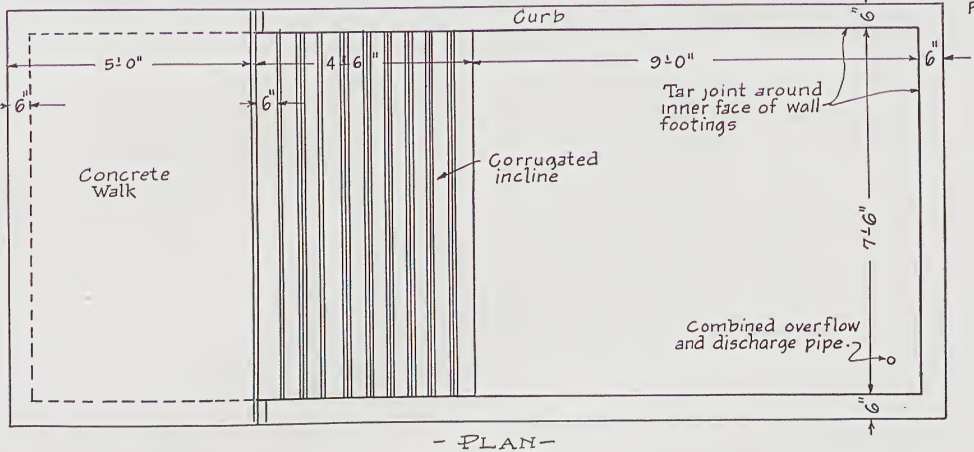 Curb
6"
F
5'-0"
4'-6"
9'-0"
6"
6"
6"
Tar joint around
inner face of wall
footings
Concrete
Walk
Corrugated
incline
7'-6"
Combined overflow
and discharge pipe.
6"
- PLAN -